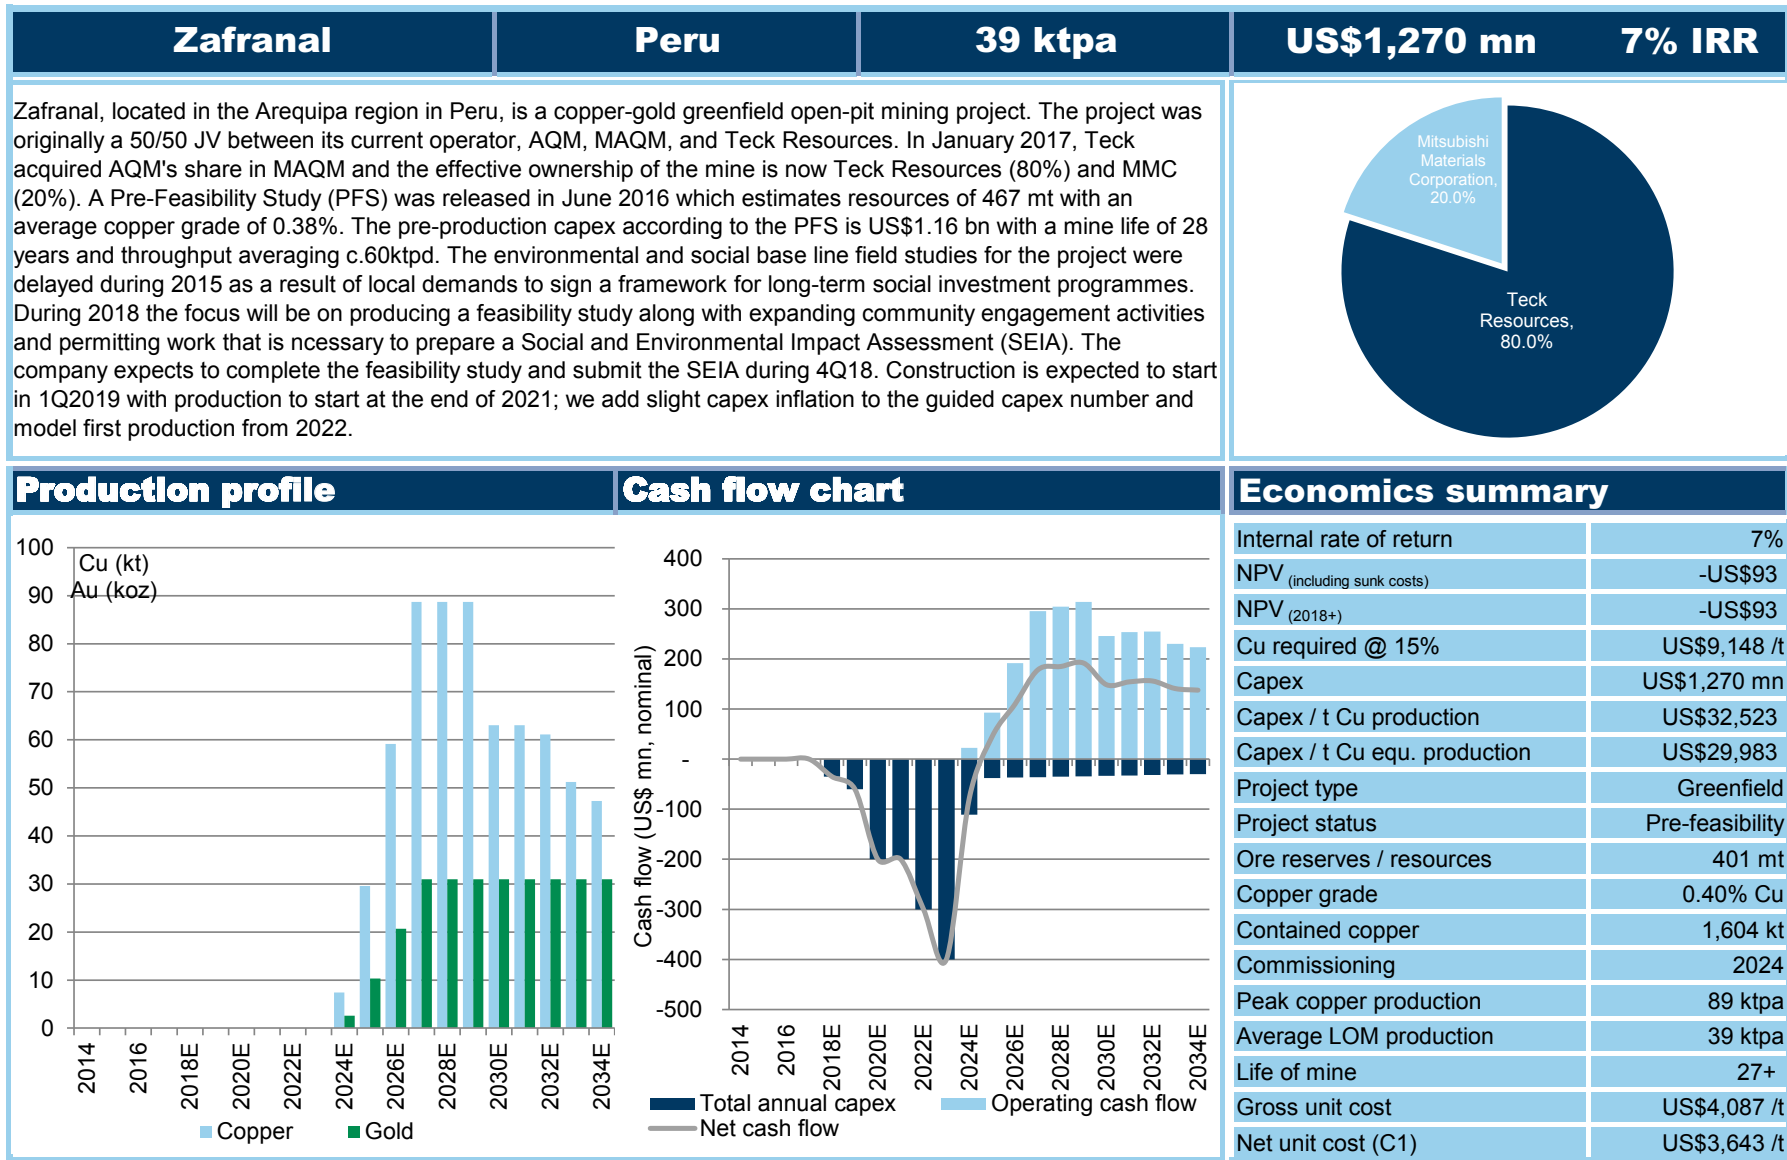 Zafranal
Peru
39 ktpa
US$1,270 mn
7% IRR
Zafranal, located in the Arequipa region in Peru, is a copper-gold greenfield open-pit mining project. The project was
originally a 50/50 JV between its current operator, AQM, MAQM, and Teck Resources. In January 2017, Teck
acquired AQM's share in MAQM and the effective ownership of the mine is now Teck Resources (80%) and MMC
(20%). A Pre-Feasibility Study (PFS) was released in June 2016 which estimates resources of 467 mt with an
average copper grade of 0.38%. The pre-production capex according to the PFS is US$1.16 bn with a mine life of 28
years and throughput averaging c.60ktpd. The environmental and social base line field studies for the project were
delayed during 2015 as a result of local demands to sign a framework for long-term social investment programmes.
During 2018 the focus will be on producing a feasibility study along with expanding community engagement activities
and permitting work that is ncessary to prepare a Social and Environmental Impact Assessment (SEIA). The
company expects to complete the feasibility study and submit the SEIA during 4Q18. Construction is expected to start
in 1Q2019 with production to start at the end of 2021; we add slight capex inflation to the guided capex number and
model first production from 2022.
Mitsubishi
Materials
Corporation,
20.0%
Teck
Resources,
80.0%
Production profile
100
90
80
70
60
50
40
30
20
10
0
Cu (kt)
Au (koz)
2014
2016
2018E
2020E
2022E
2024E
2026E
2028E
2030E
2032E
2034E
Copper
Gold
Cash flow chart
Cash flow (US$ mn, nominal)
400
300
200
100
-
-100
-200
-300
-400
-500
2014
2016
2018E
2020E
2022E
2024E
2026E
2028E
2030E
2032E
2034E
Total annual capex
Operating cash flow
Net cash flow
Economics summary
Internal rate of return 7%
NPV (including sunk costs) -US$93
NPV (2018+) -US$93
Cu required @ 15% US$9,148 /t
Capex US$1,270 mn
Capex / t Cu production US$32,523
Capex / t Cu equ. production US$29,983
Project type Greenfield
Project status Pre-feasibility
Ore reserves / resources 401 mt
Copper grade 0.40% Cu
Contained copper 1,604 kt
Commissioning 2024
Peak copper production 89 ktpa
Average LOM production 39 ktpa
Life of mine 27+
Gross unit cost US$4,087 /t
Net unit cost (C1) US$3,643 /t